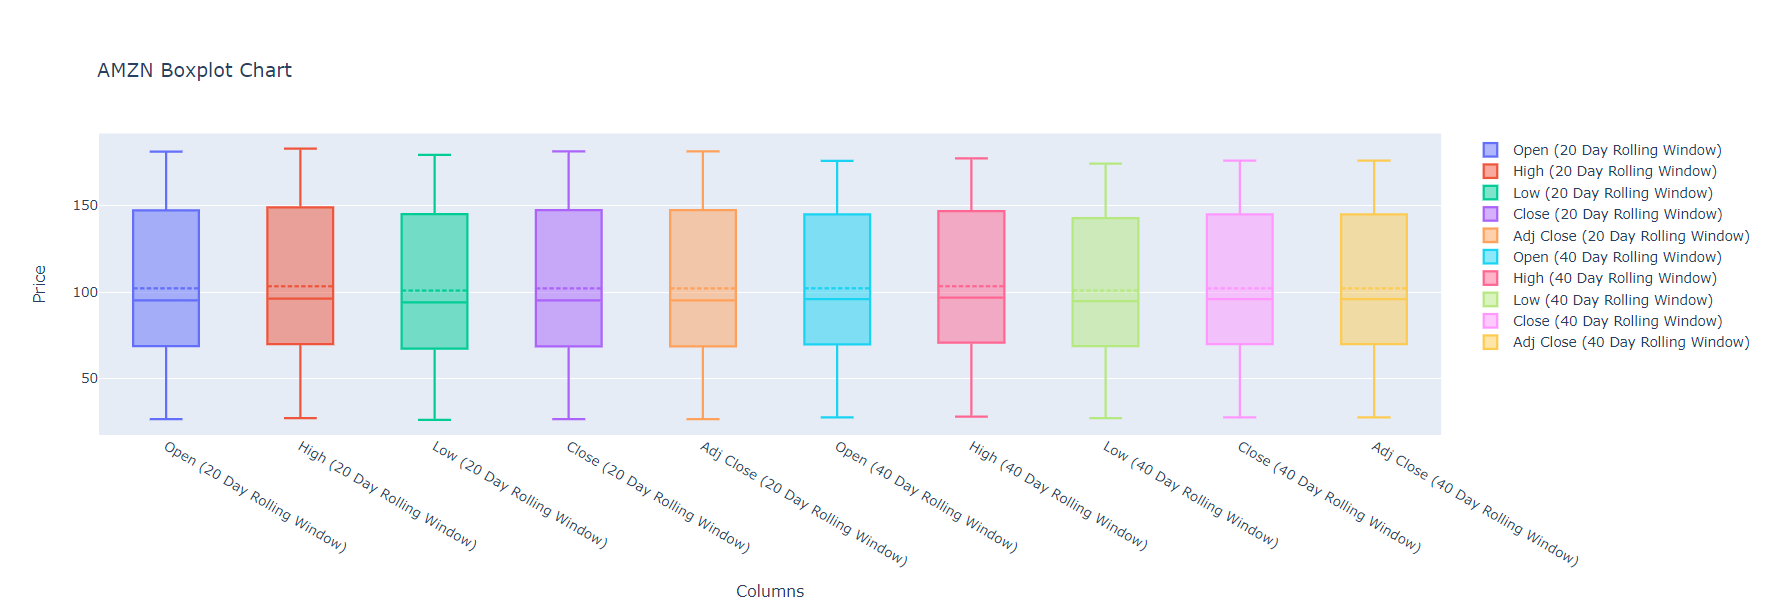 AMZN Boxplot Chart
Price
150
100
50
Open (20 Day Rolling Window)
High (20 Day Rolling Window)
Low (20 Day Rolling Window)
Close (20 Day Rolling Window)
Adj Close (20 Day Rolling Window)
Open (40 Day Rolling Window)
High (40 Day Rolling Window)
Low (40 Day Rolling Window)
Close (40 Day Rolling Window)
Adj Close (40 Day Rolling Window)
Columns
Open (20 Day Rolling Window)
High (20 Day Rolling Window)
Low (20 Day Rolling Window)
Close (20 Day Rolling Window)
Adj Close (20 Day Rolling Window)
Open (40 Day Rolling Window)
High (40 Day Rolling Window)
Low (40 Day Rolling Window)
Close (40 Day Rolling Window)
Adj Close (40 Day Rolling Window)